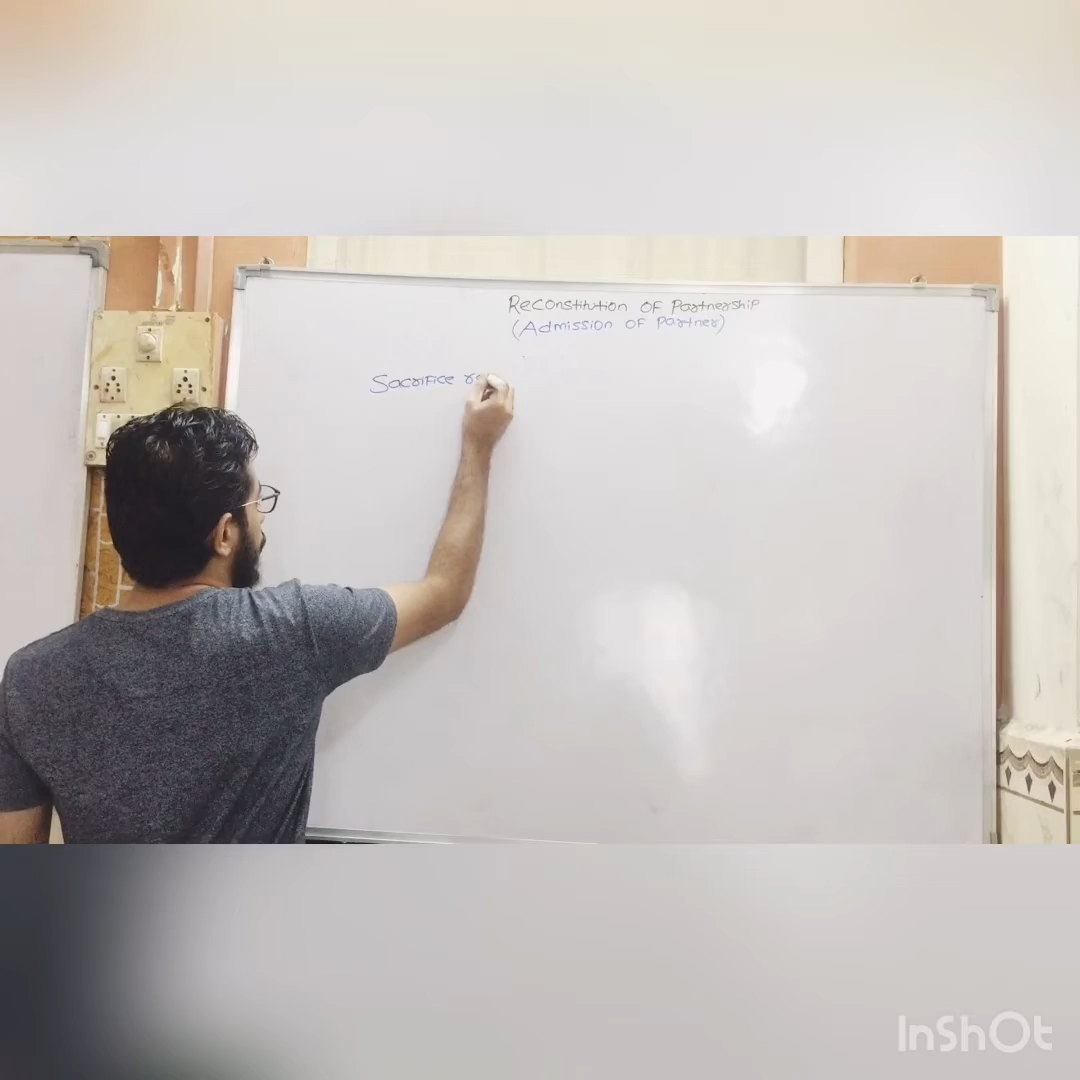 Reconstitution of Partnership
(Admission of Partner)
Sacrifice
InShOt